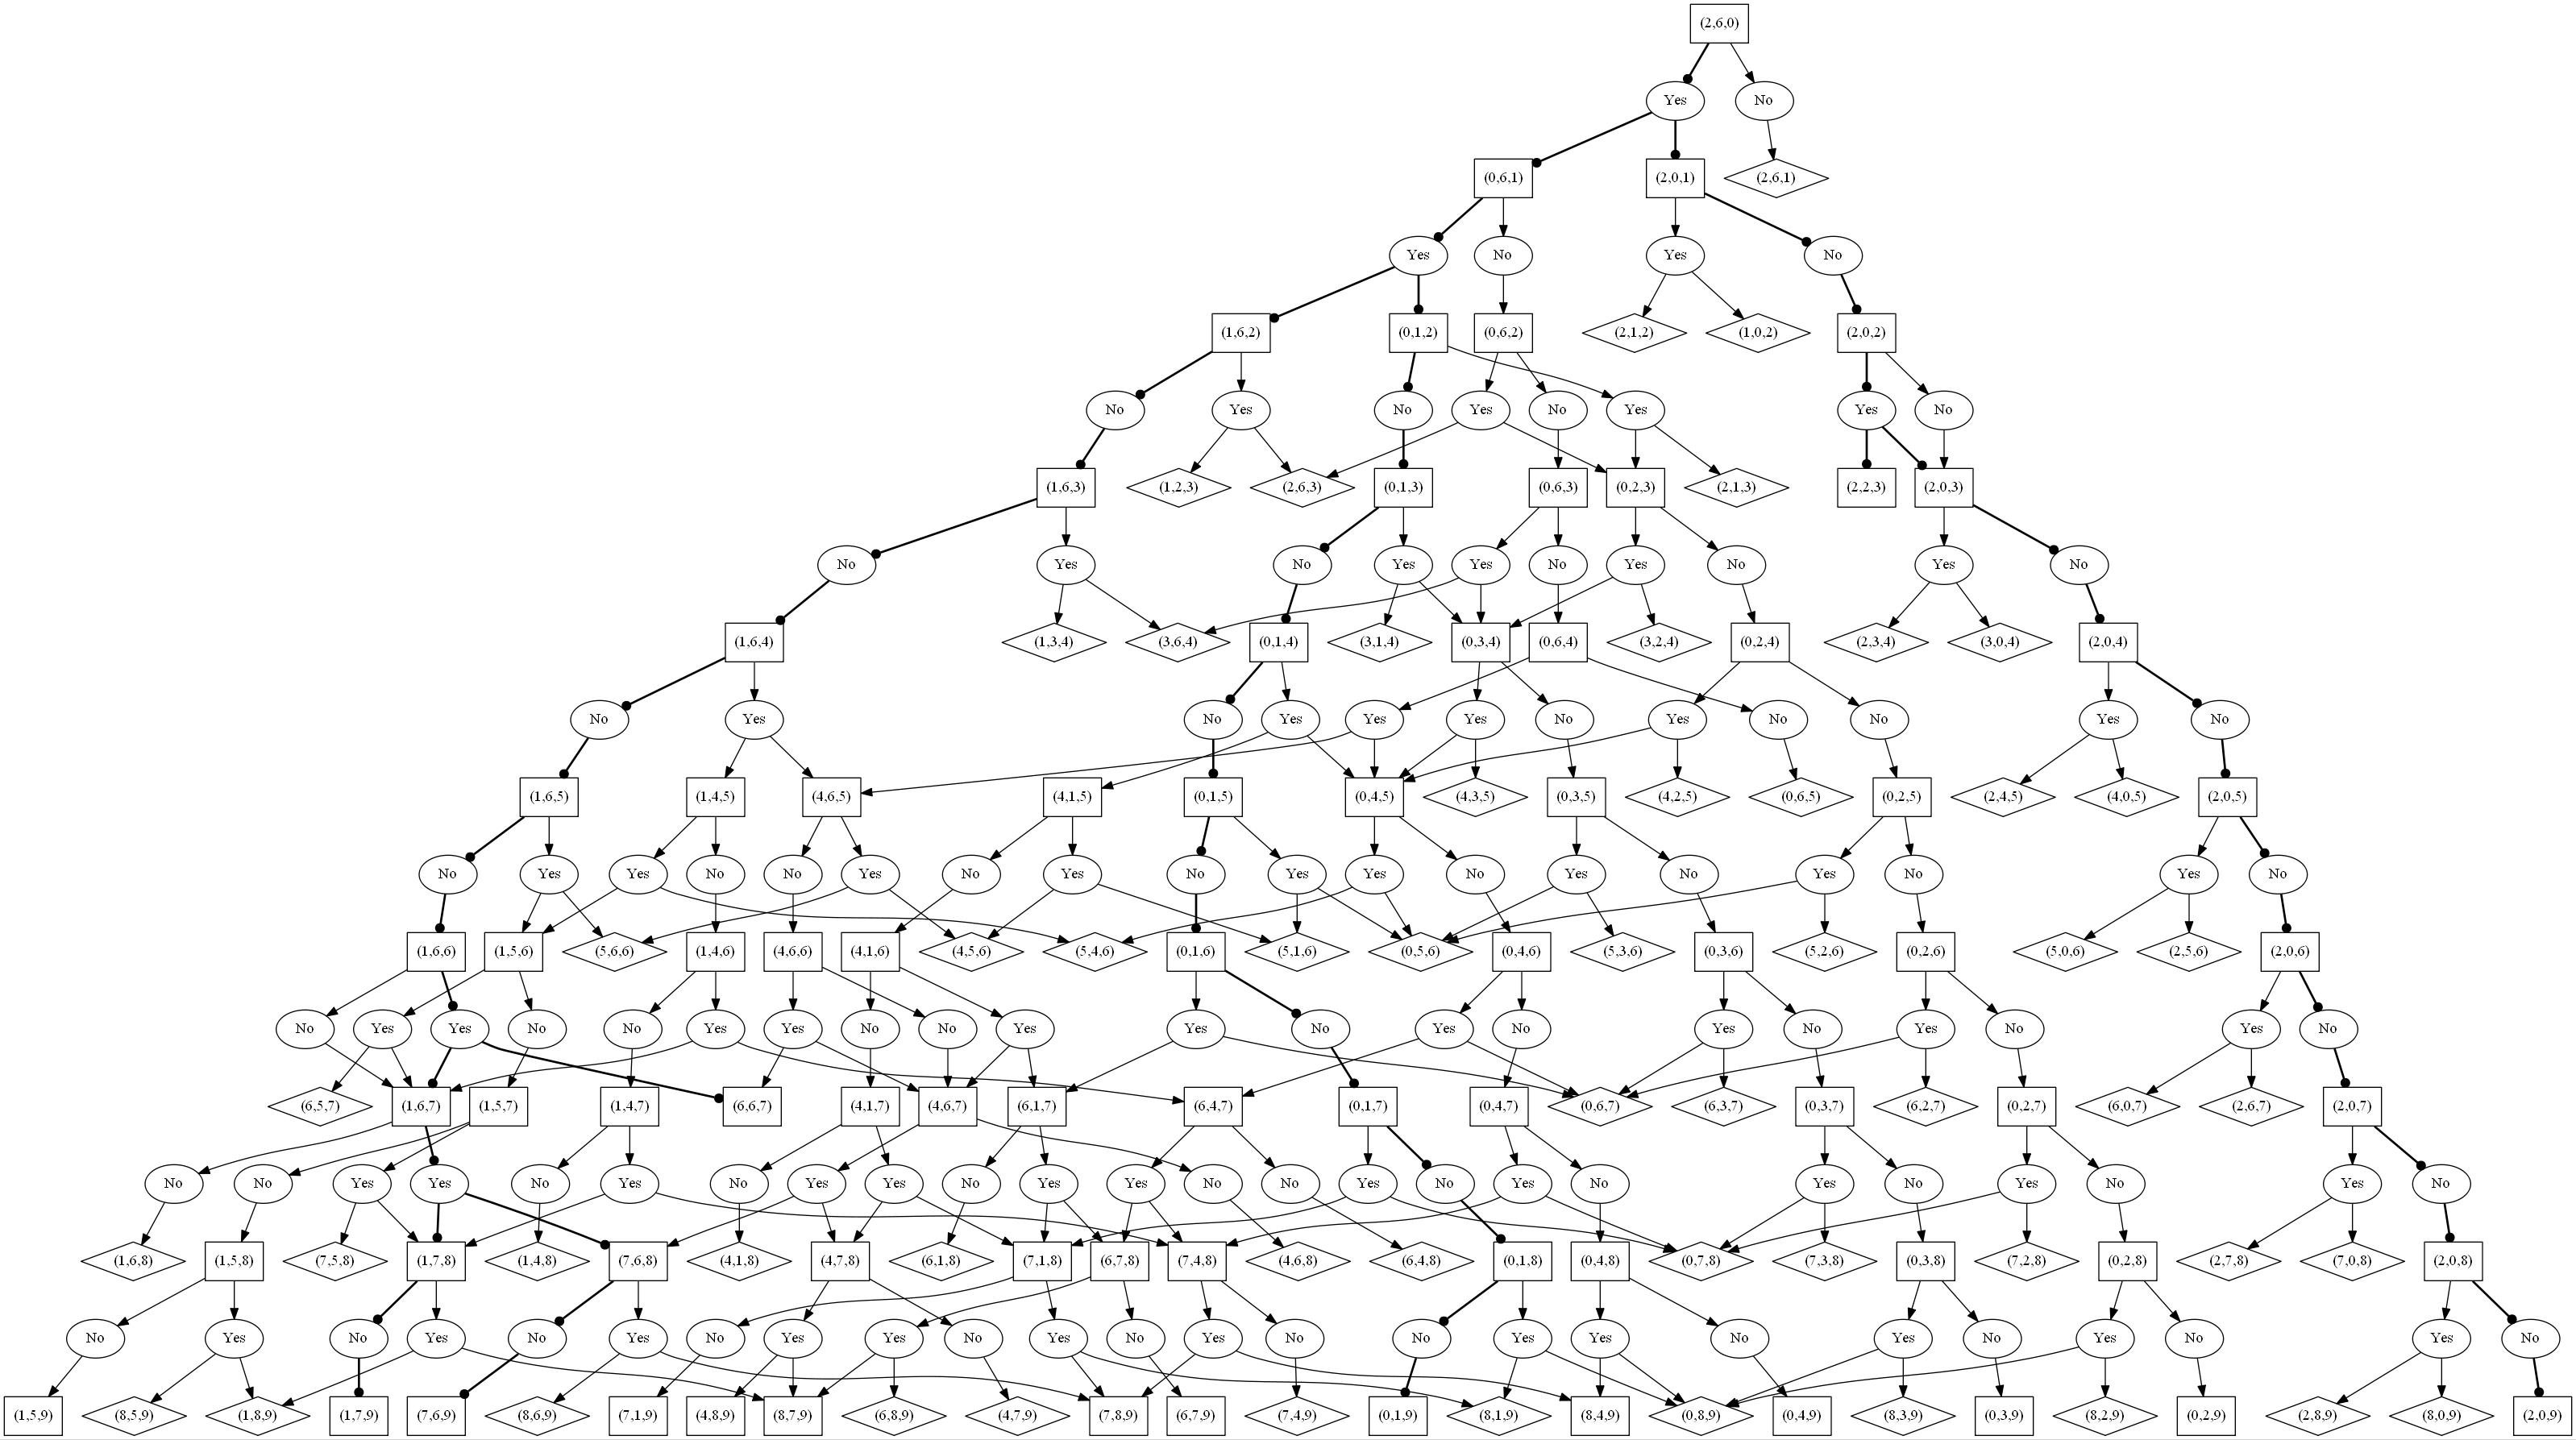 (2,6,0)
Yes No
(0,6,1) (2,0,1) (2,6,1)
Yes No Yes No
(1,6,2) (0,1,2) (0,6,2) (2,1,2) (1,0,2) (2,0,2)
No Yes No Yes No Yes Yes No
(1,6,3) (1,2,3) (2,6,3) (0,1,3) (0,6,3) (0,2,3) (2,1,3) (2,2,3) (2,0,3)
No Yes No Yes Yes No Yes No Yes No
(1,6,4) (1,3,4) (3,6,4) (0,1,4) (3,1,4) (0,3,4) (0,6,4) (3,2,4) (0,2,4) (2,3,4) (3,0,4) (2,0,4)
No Yes No Yes Yes Yes No Yes No No Yes No
(1,6,5) (1,4,5) (4,6,5) (4,1,5) (0,1,5) (0,4,5) (4,3,5) (0,3,5) (4,2,5) (0,6,5) (0,2,5) (2,4,5) (4,0,5) (2,0,5)
No Yes Yes No No Yes No Yes No Yes Yes No Yes No Yes No Yes No
(1,6,6) (1,5,6) (5,6,6) (1,4,6) (4,6,6) (4,1,6) (4,5,6) (5,4,6) (0,1,6) (5,1,6) (0,5,6) (0,4,6) (5,3,6) (0,3,6) (5,2,6) (0,2,6) (5,0,6) (2,5,6) (2,0,6)
No Yes Yes No No Yes Yes No No Yes Yes No Yes No Yes No Yes No Yes No
(6,5,7) (1,6,7) (1,5,7) (1,4,7) (6,6,7) (4,1,7) (4,6,7) (6,1,7) (6,4,7) (0,1,7) (0,4,7) (0,6,7) (6,3,7) (0,3,7) (6,2,7) (0,2,7) (6,0,7) (2,6,7) (2,0,7)
No No Yes Yes No Yes No Yes Yes No Yes Yes No No Yes No Yes No Yes No Yes No Yes No
(1,6,8) (1,5,8) (7,5,8) (1,7,8) (1,4,8) (7,6,8) (4,1,8) (4,7,8) (6,1,8) (7,1,8) (6,7,8) (7,4,8) (4,6,8) (6,4,8) (0,1,8) (0,4,8) (0,7,8) (7,3,8) (0,3,8) (7,2,8) (0,2,8) (2,7,8) (7,0,8) (2,0,8)
No Yes No Yes No Yes No Yes Yes No Yes No Yes No No Yes Yes No Yes No Yes No Yes No
(1,5,9) (8,5,9) (1,8,9) (1,7,9) (7,6,9) (8,6,9) (7,1,9) (4,8,9) (8,7,9) (6,8,9) (4,7,9) (7,8,9) (6,7,9) (7,4,9) (0,1,9) (8,1,9) (8,4,9) (0,8,9) (0,4,9) (8,3,9) (0,3,9) (8,2,9) (0,2,9) (2,8,9) (8,0,9) (2,0,9)